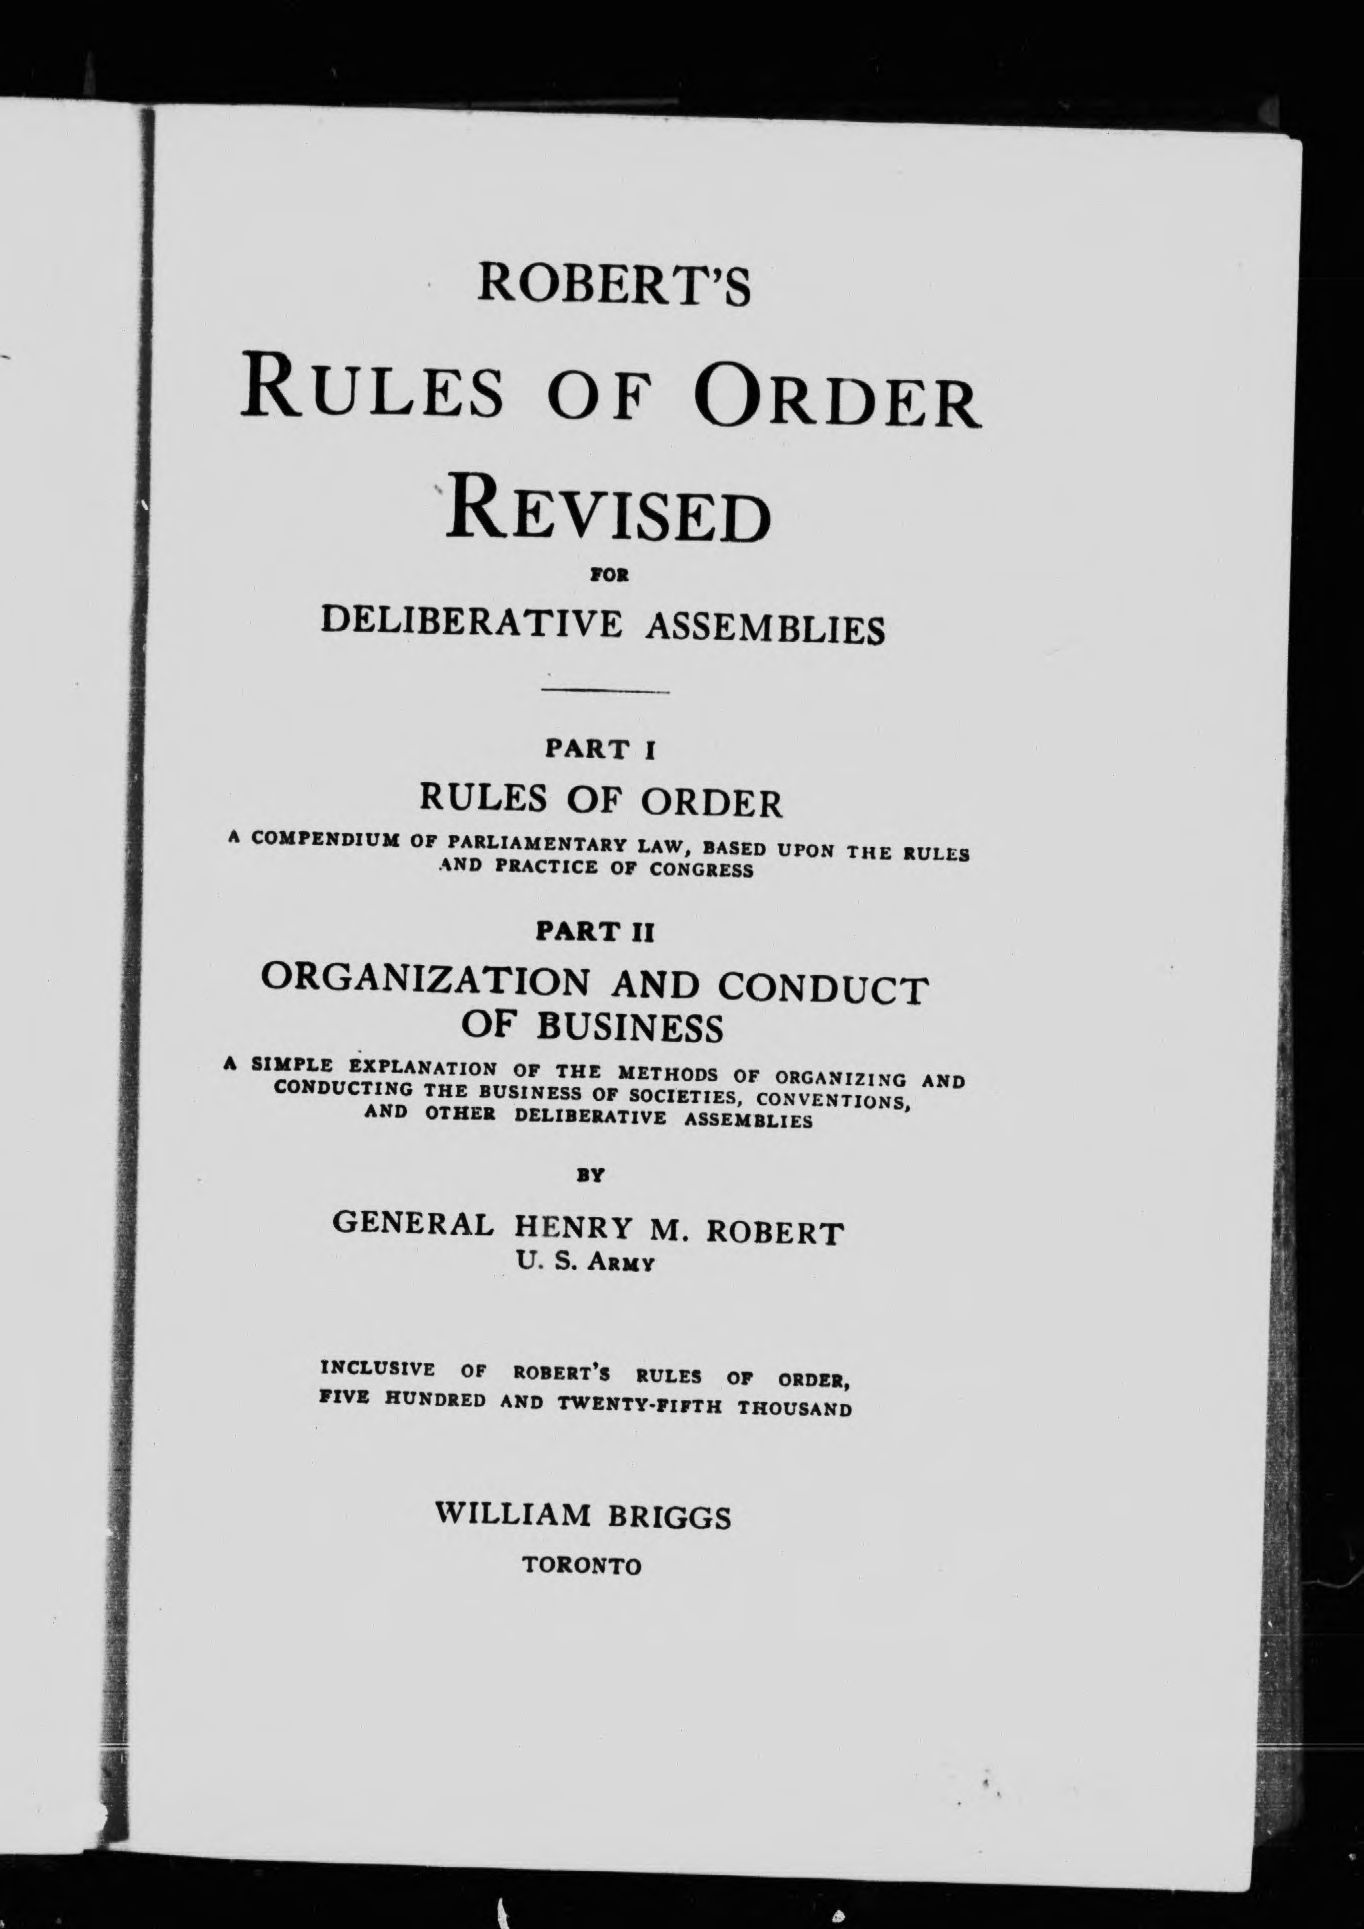 ROBERT'S
RULES OF ORDER
REVISED
FOR
DELIBERATIVE ASSEMBLIES
PART I
RULES OF ORDER
A COMPENDIUM OF PARLIAMENTARY LAW, BASED UPON THE RULES
AND PRACTICE OF CONGRESS
PART II
ORGANIZATION AND CONDUCT
OF BUSINESS
A SIMPLE EXPLANATION OF THE METHODS OF ORGANIZING AND
CONDUCTING THE BUSINESS OF SOCIETIES, CONVENTIONS,
AND OTHER DELIBERATIVE ASSEMBLIES
BY
GENERAL HENRY M. ROBERT
U. S. ARMY
INCLUSIVE OF ROBERT'S RULES OF ORDER,
FIVE HUNDRED AND TWENTY-FIFTH THOUSAND
WILLIAM BRIGGS
TORONTO